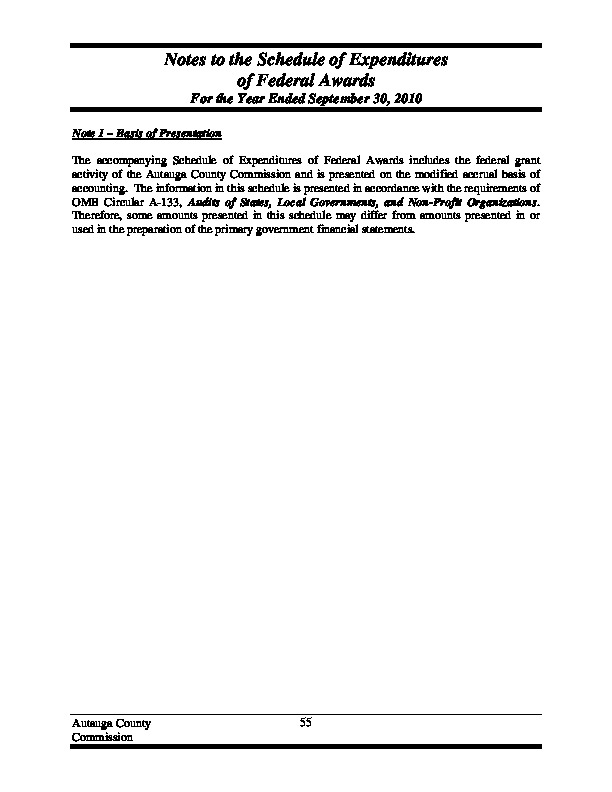 Notes to the Schedule of Expenditures
of Federal Awards
For the Year Ended September 30, 2010
Note 1 – Basis of Presentation
The accompanying Schedule of Expenditures of Federal Awards includes the federal grant
activity of the Autauga County Commission and is presented on the modified accrual basis of
accounting. The information in this schedule is presented in accordance with the requirements of
OMB Circular A-133, Audits of States, Local Governments, and Non-Profit Organizations.
Therefore, some amounts presented in this schedule may differ from amounts presented in or
used in the preparation of the primary government financial statements.
Autauga County 55
Commission